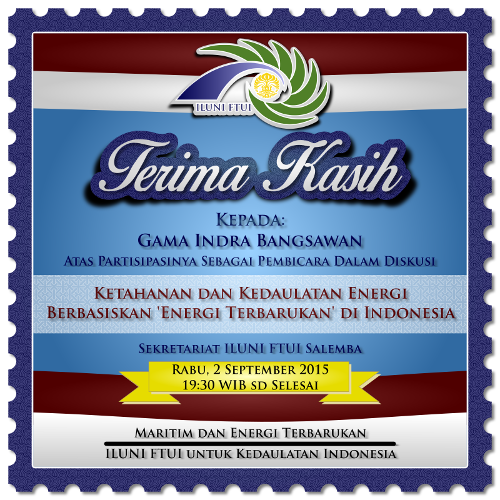 ILUNI FTUI
Terima Kasih
Kepada:
Gama Indra Bangsawan
Atas Partisipasinya Sebagai Pembicara Dalam Diskusi
Ketahanan dan Kedaulatan Energi
Berbasiskan 'Energi Terbarukan' di Indonesia
Sekretariat ILUNI FTUI Salemba
Rabu, 2 September 2015
19:30 WIB sd Selesai
Maritim dan Energi Terbarukan
ILUNI FTUI untuk Kedaulatan Indonesia